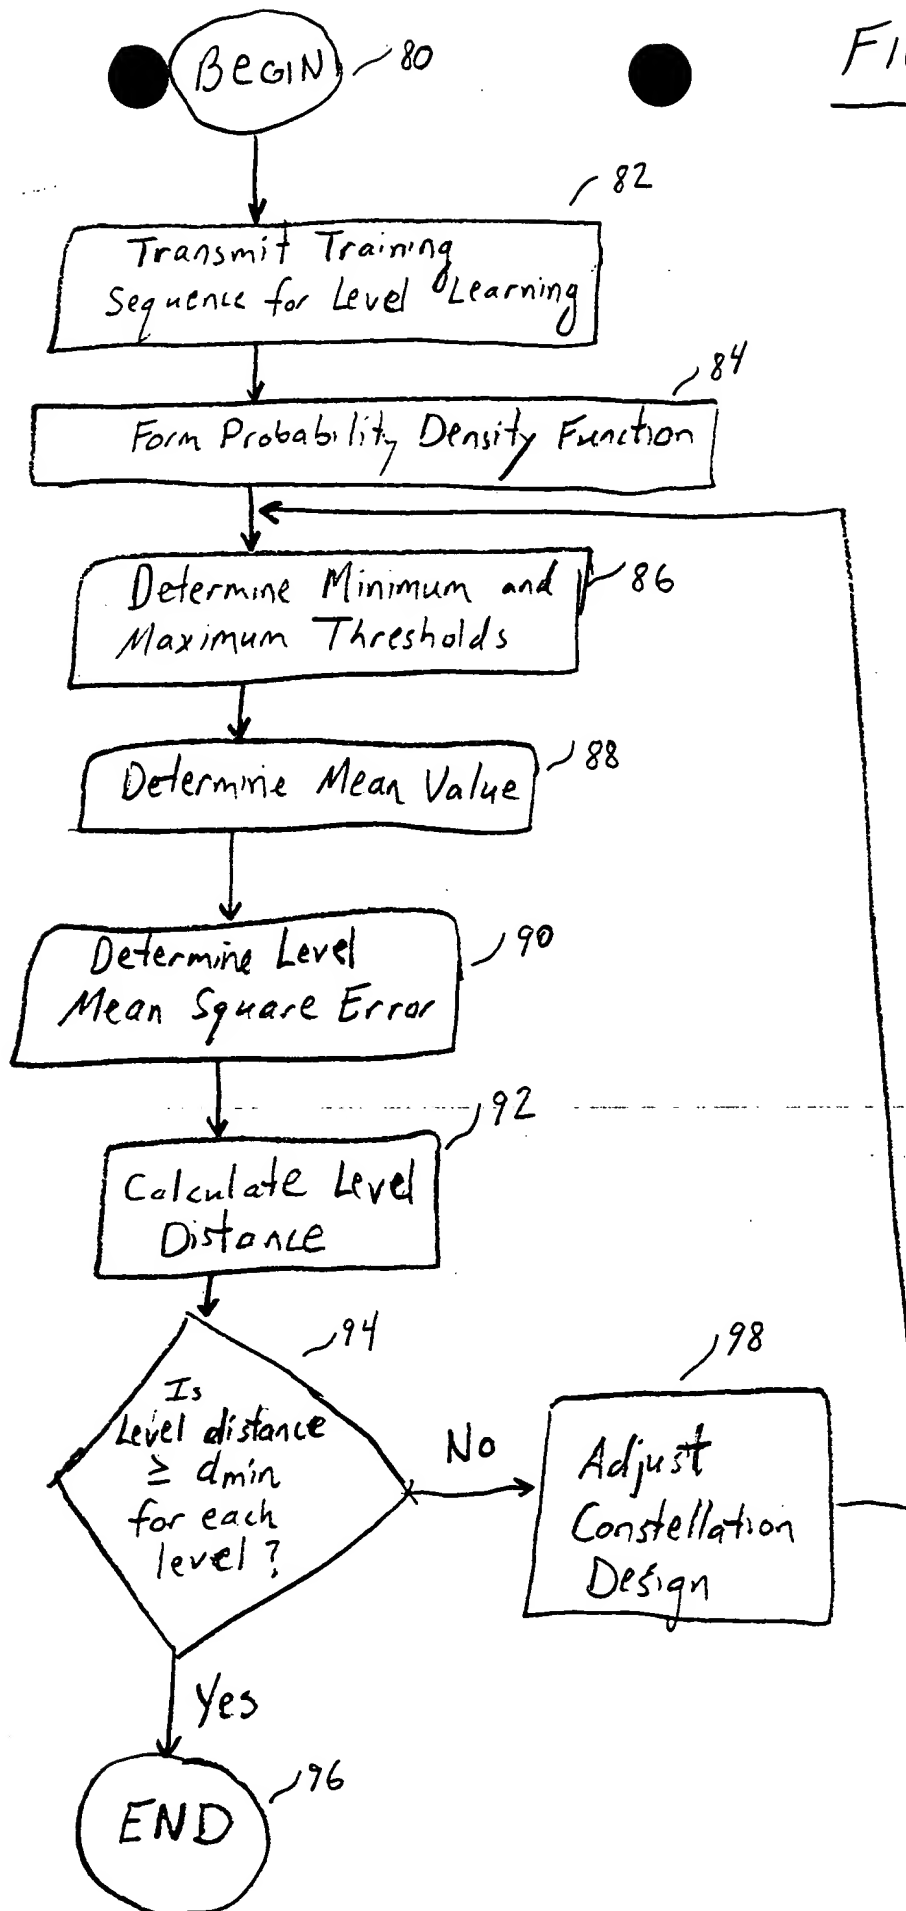 BEGIN
80
82
Transmit Training
Sequence for Level Learning
84
Form Probability Density Function
86
Determine Minimum and
Maximum Thresholds
88
Determine Mean Value
90
Determine Level
Mean Square Error
92
Calculate Level
Distance
94
Is
Level distance
≥ dmin
for each
level?
No
98
Adjust
Constellation
Design
Yes
96
END